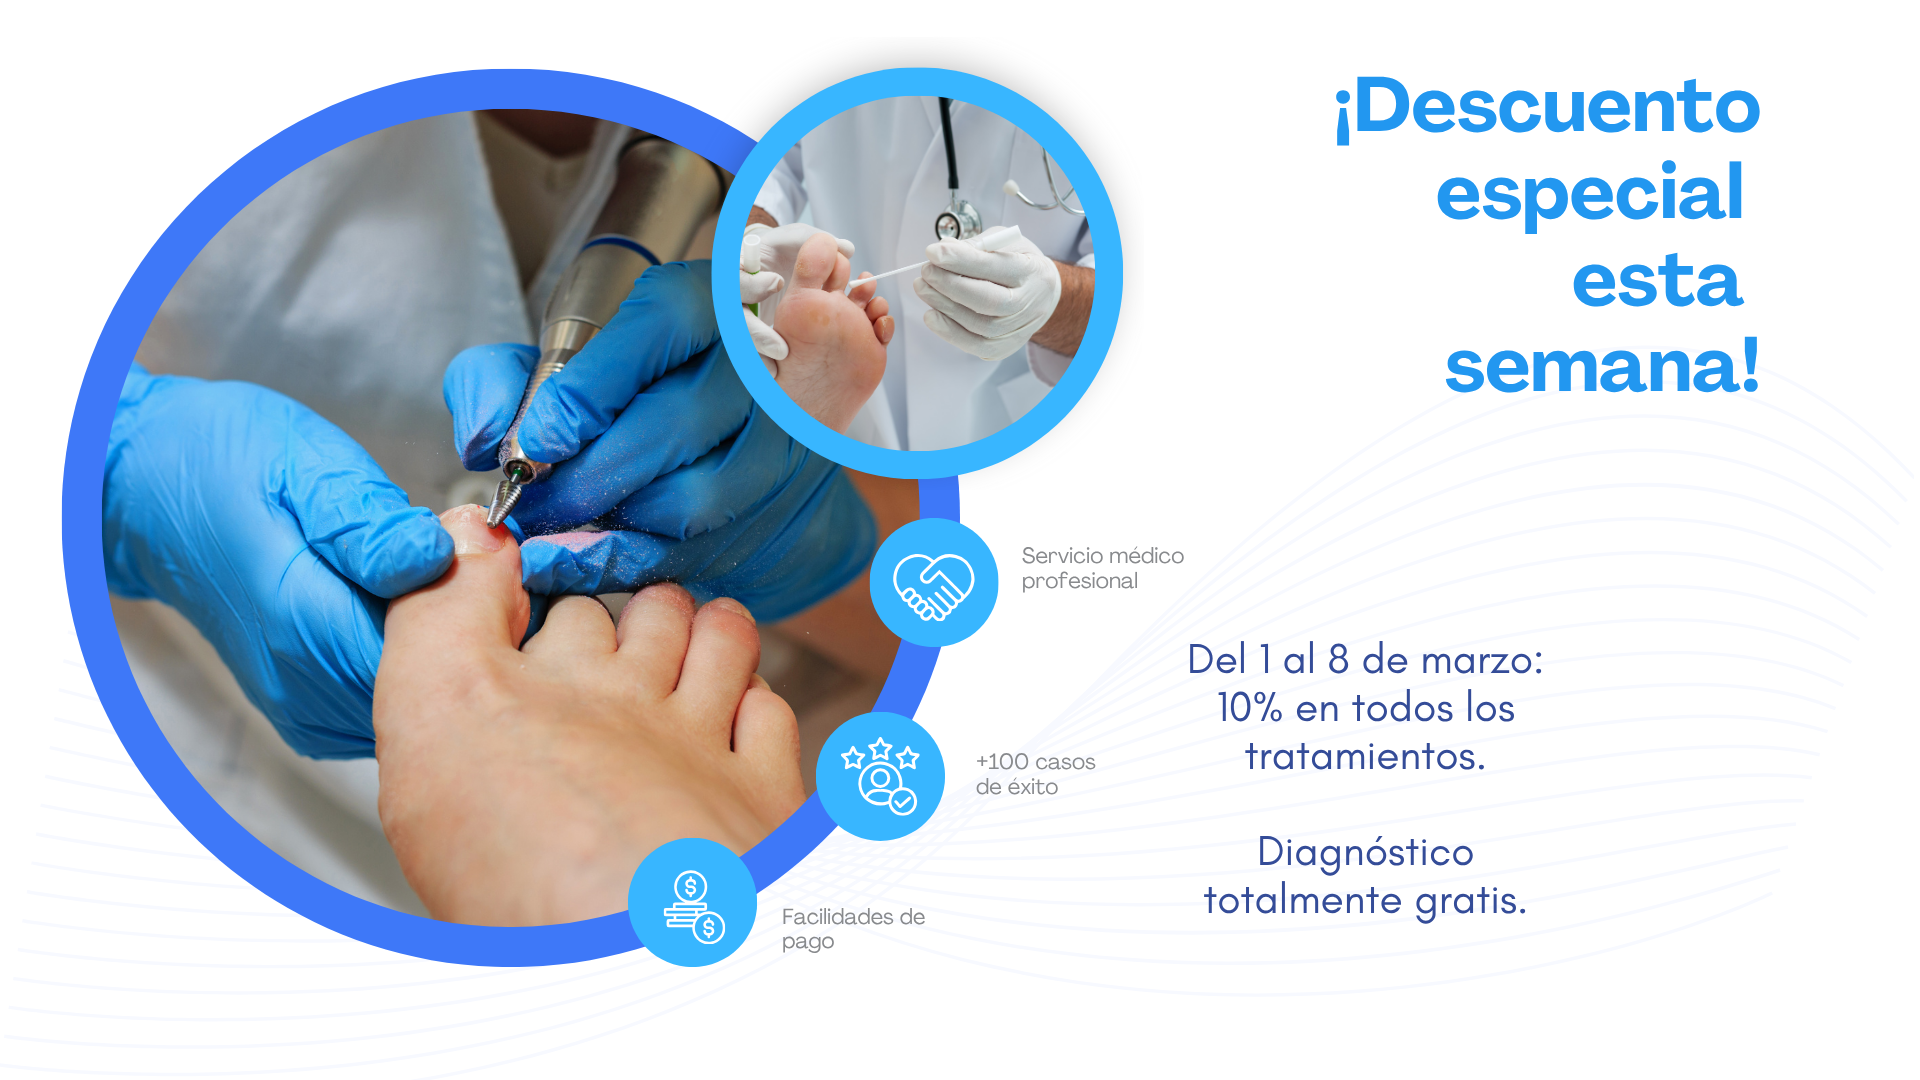 ¡Descuento
especial
esta
semana!
Servicio médico
profesional
+100 casos
de éxito
Facilidades de
pago
Del 1 al 8 de marzo:
10% en todos los
tratamientos.
Diagnóstico
totalmente gratis.